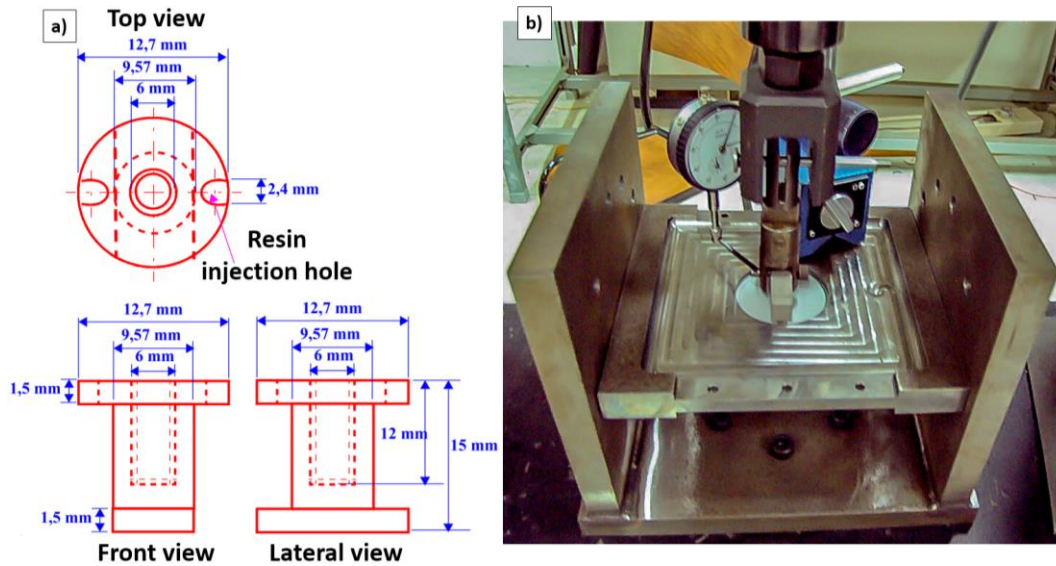 a)
Top view
12,7 mm
9,57 mm
6 mm
2,4 mm
Resin
injection hole
12,7 mm
9,57 mm
6 mm
1,5 mm
1,5 mm
Front view
12,7 mm
9,57 mm
6 mm
12 mm
15 mm
Lateral view
b)